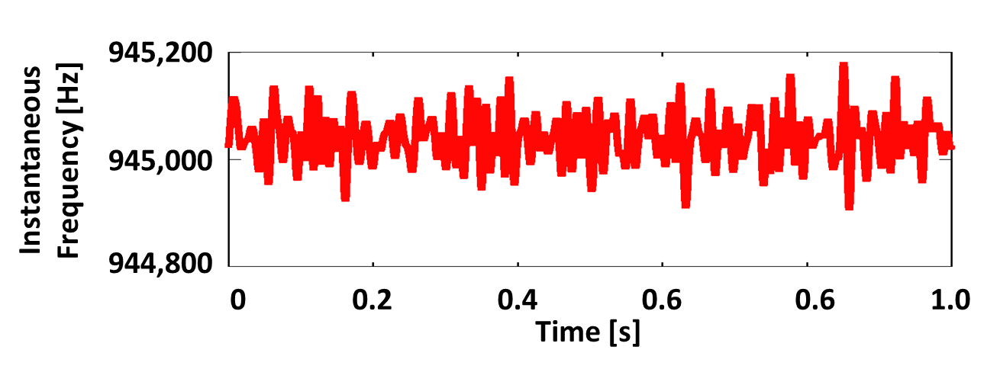 Instantaneous
Frequency [Hz]
945,200
945,000
944,800
0 0.2 0.4 0.6 0.6 1.0
Time [s]